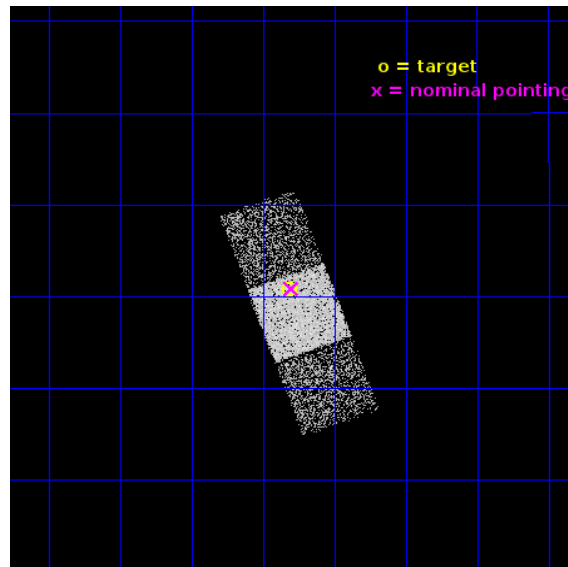 o = target
x = nominal pointing